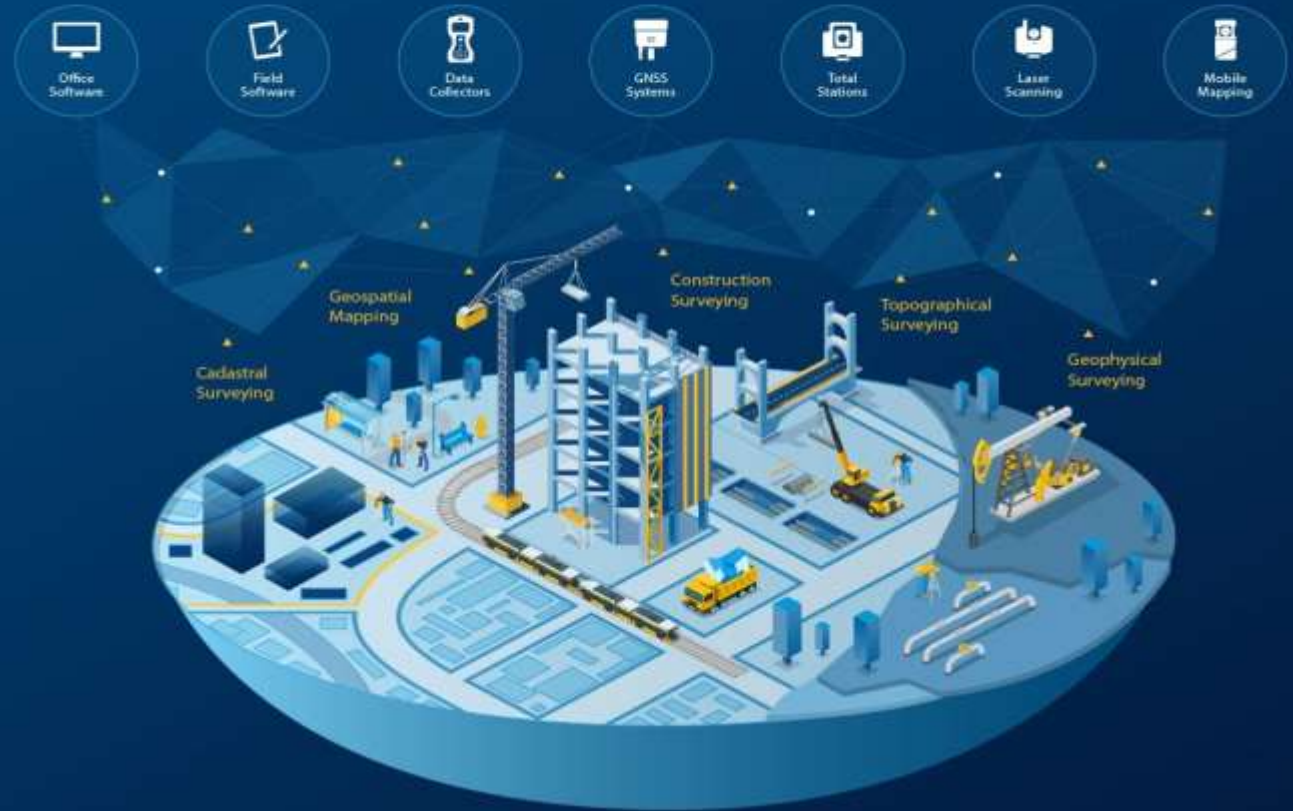 Office
Software
Field
Software
Data
Collectors
GNSS
Systems
Total
Stations
Laser
Scanning
Mobile
Mapping
Geospatial
Mapping
Construction
Surveying
Topographical
Surveying
Cadastral
Surveying
Geophysical
Surveying